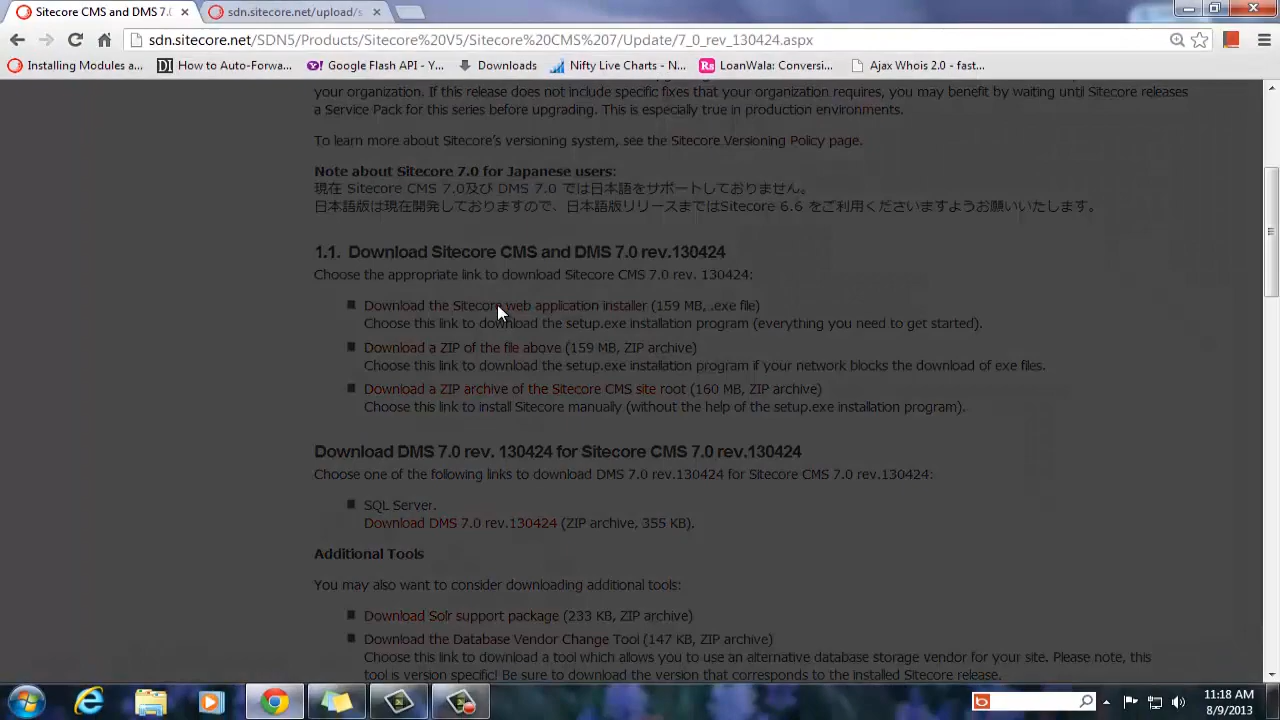 Sitecore CMS and DMS 7.0
sdn.sitecore.net/upload/s
sdn.sitecore.net/SDN5/Products/Sitecore%20V5/Sitecore%20CMS%207/Update/7_0_rev_130424.aspx
Installing Modules a... How to Auto-Forwa... Google Flash API - Y... Downloads Nifty Live Charts - N... LoanWala: Conversi... Ajax Whois 2.0 - fast...
your organization. If this release does not include specific fixes that your organization requires, you may benefit by waiting until Sitecore releases
a Service Pack for this series before upgrading. This is especially true in production environments.
To learn more about Sitecore's versioning system, see the Sitecore Versioning Policy page.
Note about Sitecore 7.0 for Japanese users:
現在 Sitecore CMS 7.0及び DMS 7.0 では日本語をサポートしておりません。
日本語版は現在開発しておりますので、日本語版リリースまではSitecore 6.6 をご利用くださいますようお願いいたします。
1.1. Download Sitecore CMS and DMS 7.0 rev.130424
Choose the appropriate link to download Sitecore CMS 7.0 rev. 130424:
Download the Sitecore web application installer (159 MB, .exe file)
Choose this link to download the setup.exe installation program (everything you need to get started).
Download a ZIP of the file above (159 MB, ZIP archive)
Choose this link to download the setup.exe installation program if your network blocks the download of exe files.
Download a ZIP archive of the Sitecore CMS site root (160 MB, ZIP archive)
Choose this link to install Sitecore manually (without the help of the setup.exe installation program).
Download DMS 7.0 rev. 130424 for Sitecore CMS 7.0 rev.130424
Choose one of the following links to download DMS 7.0 rev.130424 for Sitecore CMS 7.0 rev.130424:
SQL Server.
Download DMS 7.0 rev.130424 (ZIP archive, 355 KB).
Additional Tools
You may also want to consider downloading additional tools:
Download Solr support package (233 KB, ZIP archive)
Download the Database Vendor Change Tool (147 KB, ZIP archive)
Choose this link to download a tool which allows you to use an alternative database storage vendor for your site. Please note, this
tool is version specific! Be sure to download the version that corresponds to the installed Sitecore release.
11:18 AM
8/9/2013